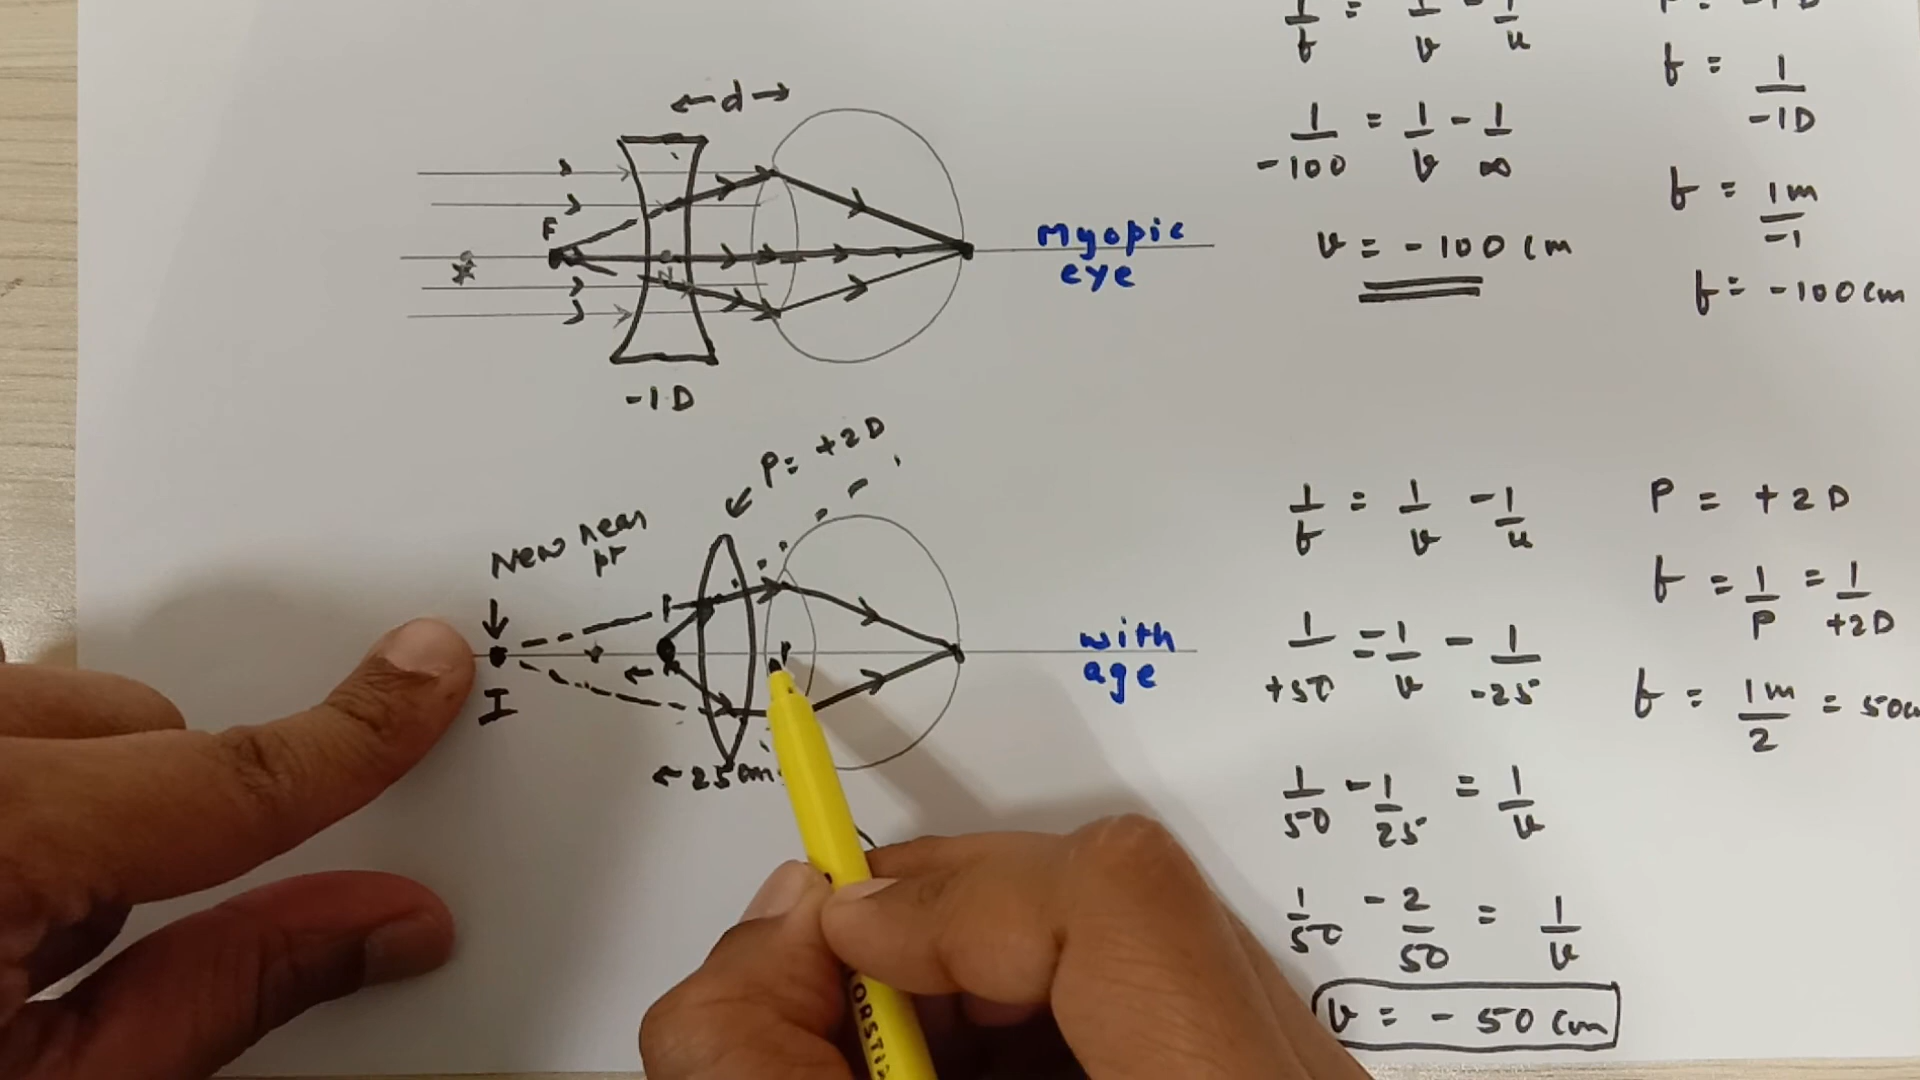 ← d →
F
N
-1D
Myopic
eye
1/f = 1/v - 1/u
1/-100 = 1/v - 1/∞
v = -100 cm
f = 1/-1D
f = 1m/-1
f = -100cm
P = +2D
New near
pt
I
← 25 cm
with
age
1/f = 1/v - 1/u
1/+50 = 1/v - 1/-25
1/50 - 1/25 = 1/v
1/50 - 2/50 = 1/v
v = - 50 cm
P = +2D
f = 1/P = 1/+2D
f = 1m/2 = 50c